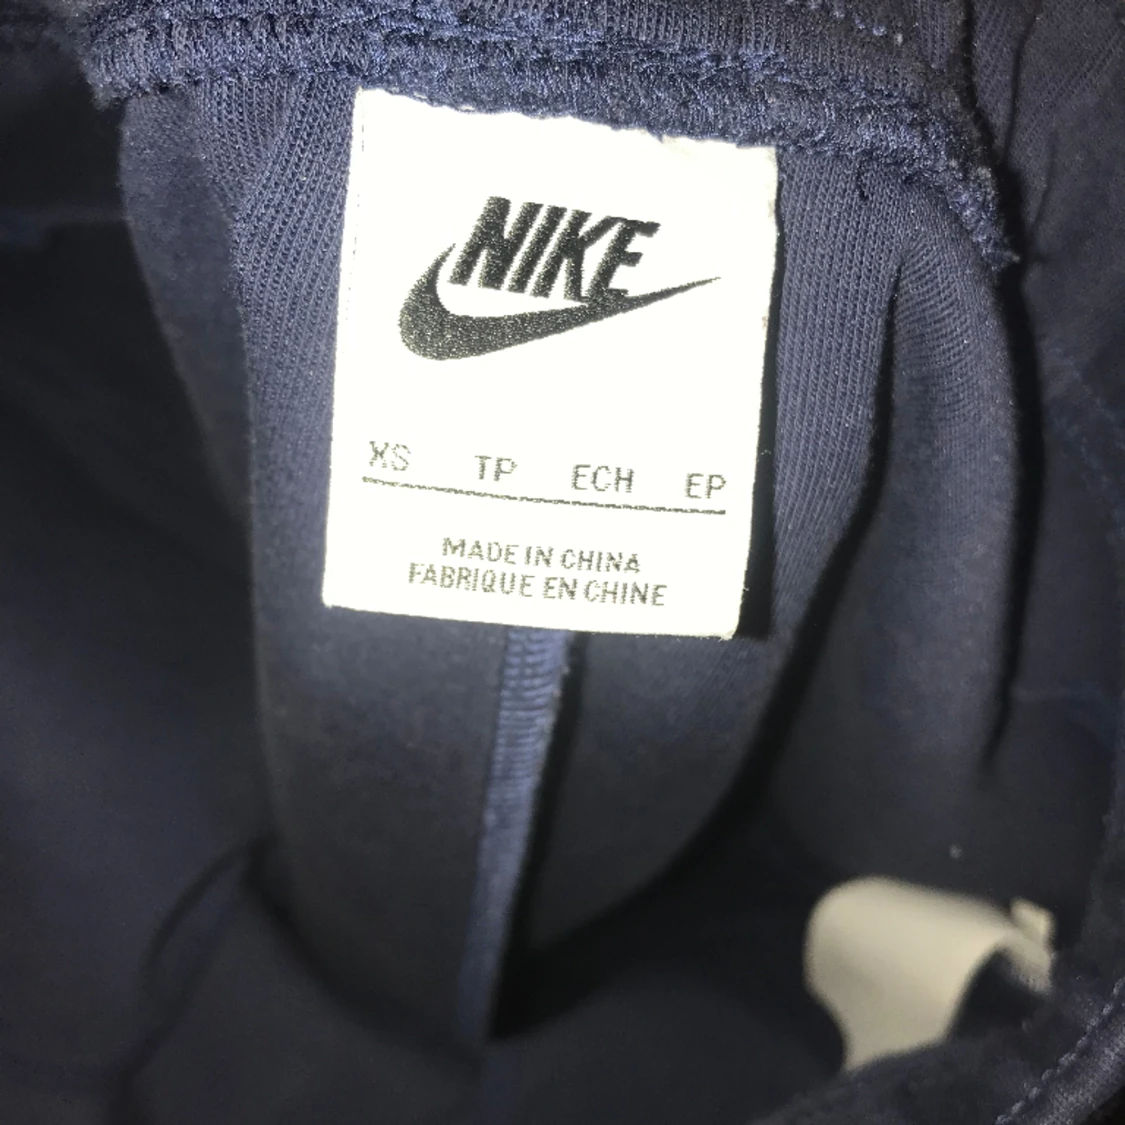 NIKE
XS TP ECH EP
MADE IN CHINA
FABRIQUE EN CHINE